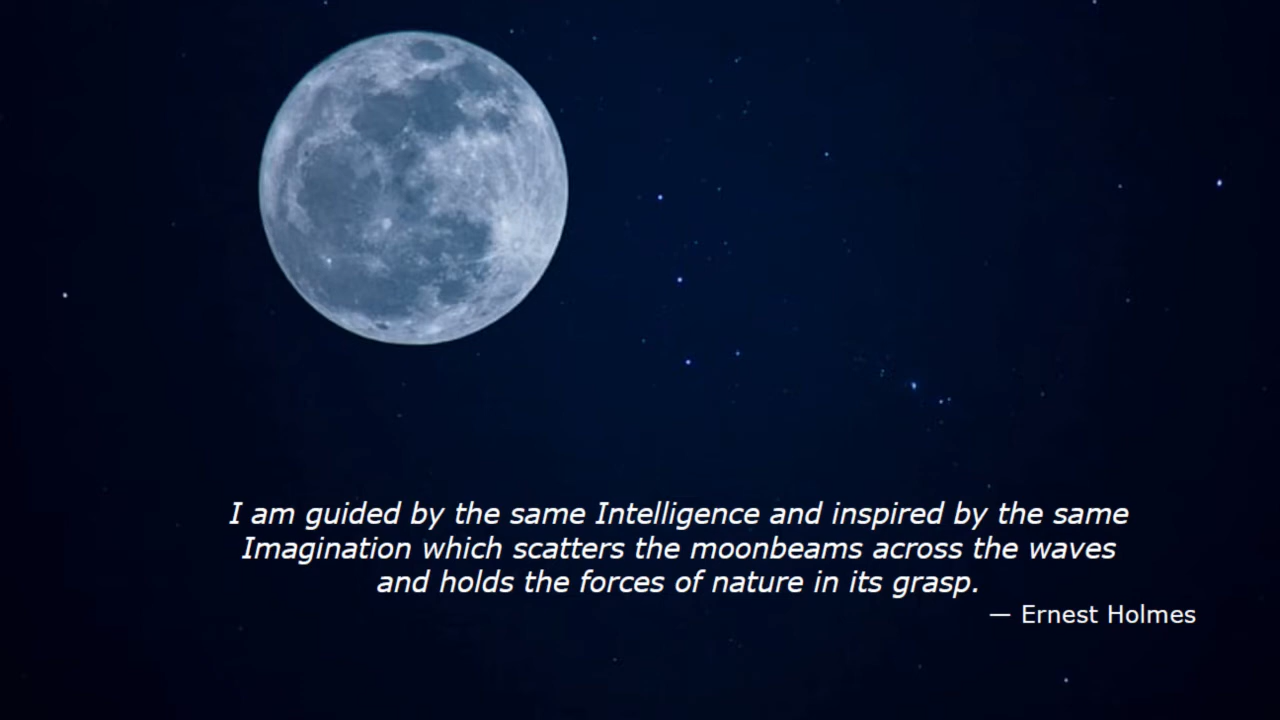 I am guided by the same Intelligence and inspired by the same
Imagination which scatters the moonbeams across the waves
and holds the forces of nature in its grasp.
— Ernest Holmes